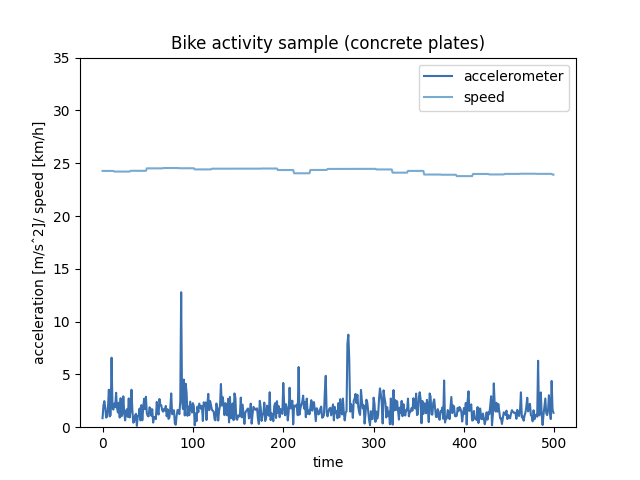 Bike activity sample (concrete plates)
accelerometer
speed
acceleration [m/sˆ2]/ speed [km/h]
35
30
25
20
15
10
5
0
0 100 200 300 400 500
time